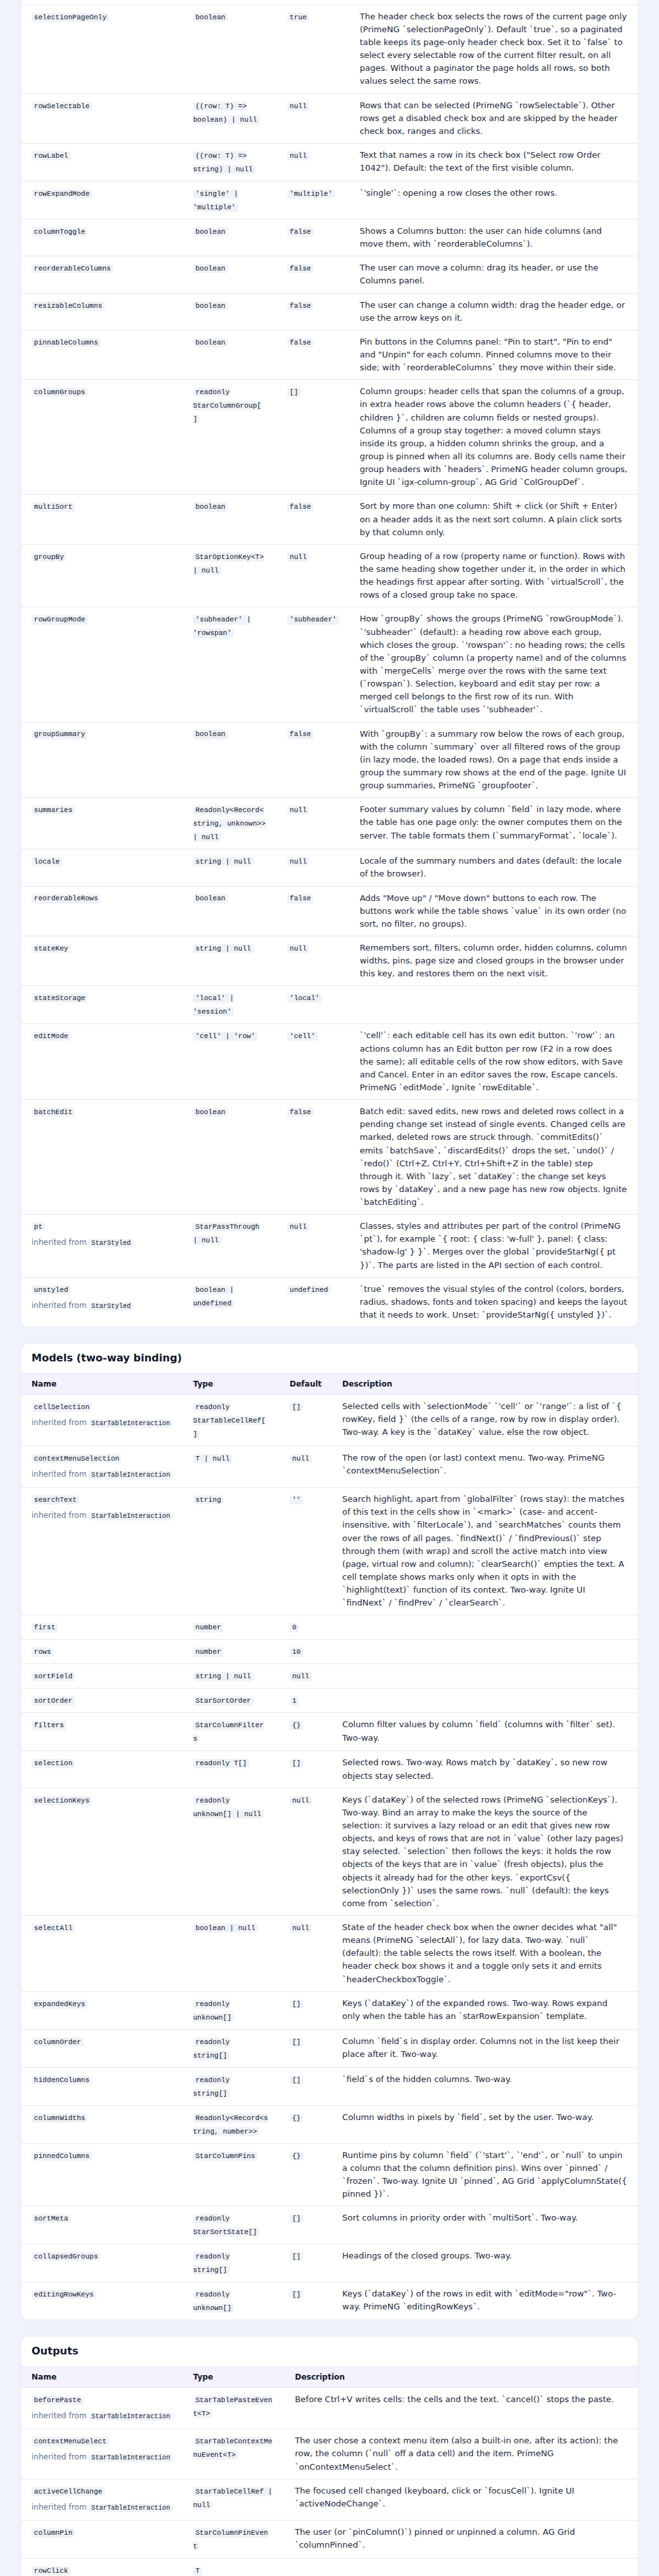 selectionPageOnly boolean true The header check box selects the rows of the current page only
(PrimeNG `selectionPageOnly`). Default `true`, so a paginated
table keeps its page-only header check box. Set it to `false` to
select every selectable row of the current filter result, on all
pages. Without a paginator the page holds all rows, so both
values select the same rows.
rowSelectable ((row: T) => null Rows that can be selected (PrimeNG `rowSelectable`). Other
boolean) | null rows get a disabled check box and are skipped by the header
check box, ranges and clicks.
rowLabel ((row: T) => null Text that names a row in its check box ("Select row Order
string) | null 1042"). Default: the text of the first visible column.
rowExpandMode 'single' | 'multiple' `'single'`: opening a row closes the other rows.
'multiple'
columnToggle boolean false Shows a Columns button: the user can hide columns (and
move them, with `reorderableColumns`).
reorderableColumns boolean false The user can move a column: drag its header, or use the
Columns panel.
resizableColumns boolean false The user can change a column width: drag the header edge, or
use the arrow keys on it.
pinnableColumns boolean false Pin buttons in the Columns panel: "Pin to start", "Pin to end"
and "Unpin" for each column. Pinned columns move to their
side; with `reorderableColumns` they move within their side.
columnGroups readonly [] Column groups: header cells that span the columns of a group,
StarColumnGroup[ in extra header rows above the column headers (`{ header,
] children }`, children are column fields or nested groups).
Columns of a group stay together: a moved column stays
inside its group, a hidden column shrinks the group, and a
group is pinned when all its columns are. Body cells name their
group headers with `headers`. PrimeNG header column groups,
Ignite UI `igx-column-group`, AG Grid `ColGroupDef`.
multiSort boolean false Sort by more than one column: Shift + click (or Shift + Enter)
on a header adds it as the next sort column. A plain click sorts
by that column only.
groupBy StarOptionKey<T> null Group heading of a row (property name or function). Rows with
| null the same heading show together under it, in the order in which
the headings first appear after sorting. With `virtualScroll`, the
rows of a closed group take no space.
rowGroupMode 'subheader' | 'subheader' How `groupBy` shows the groups (PrimeNG `rowGroupMode`).
'rowspan' `'subheader'` (default): a heading row above each group,
which closes the group. `'rowspan'`: no heading rows; the cells
of the `groupBy` column (a property name) and of the columns
with `mergeCells` merge over the rows with the same text
(`rowspan`). Selection, keyboard and edit stay per row: a
merged cell belongs to the first row of its run. With
`virtualScroll` the table uses `'subheader'`.
groupSummary boolean false With `groupBy`: a summary row below the rows of each group,
with the column `summary` over all filtered rows of the group
(in lazy mode, the loaded rows). On a page that ends inside a
group the summary row shows at the end of the page. Ignite UI
group summaries, PrimeNG `groupfooter`.
summaries Readonly<Record< null Footer summary values by column `field` in lazy mode, where
string, unknown>> the table has one page only: the owner computes them on the
| null server. The table formats them (`summaryFormat`, `locale`).
locale string | null null Locale of the summary numbers and dates (default: the locale
of the browser).
reorderableRows boolean false Adds "Move up" / "Move down" buttons to each row. The
buttons work while the table shows `value` in its own order (no
sort, no filter, no groups).
stateKey string | null null Remembers sort, filters, column order, hidden columns, column
widths, pins, page size and closed groups in the browser under
this key, and restores them on the next visit.
stateStorage 'local' | 'local'
'session'
editMode 'cell' | 'row' 'cell' `'cell'`: each editable cell has its own edit button. `'row'`: an
actions column has an Edit button per row (F2 in a row does
the same); all editable cells of the row show editors, with Save
and Cancel. Enter in an editor saves the row, Escape cancels.
PrimeNG `editMode`, Ignite `rowEditable`.
batchEdit boolean false Batch edit: saved edits, new rows and deleted rows collect in a
pending change set instead of single events. Changed cells are
marked, deleted rows are struck through. `commitEdits()`
emits `batchSave`, `discardEdits()` drops the set, `undo()` /
`redo()` (Ctrl+Z, Ctrl+Y, Ctrl+Shift+Z in the table) step
through it. With `lazy`, set `dataKey`: the change set keys
rows by `dataKey`, and a new page has new row objects. Ignite
`batchEditing`.
pt StarPassThrough null Classes, styles and attributes per part of the control (PrimeNG
inherited from StarStyled | null `pt`), for example `{ root: { class: 'w-full' }, panel: { class:
'shadow-lg' } }`. Merges over the global `provideStarNg({ pt
})`. The parts are listed in the API section of each control.
unstyled boolean | undefined `true` removes the visual styles of the control (colors, borders,
inherited from StarStyled undefined radius, shadows, fonts and token spacing) and keeps the layout
that it needs to work. Unset: `provideStarNg({ unstyled })`.
Models (two-way binding)
Name Type Default Description
cellSelection readonly [] Selected cells with `selectionMode` `'cell'` or `'range'`: a list of `{
inherited from StarTableInteraction StarTableCellRef[ rowKey, field }` (the cells of a range, row by row in display order).
] Two-way. A key is the `dataKey` value, else the row object.
contextMenuSelection T | null null The row of the open (or last) context menu. Two-way. PrimeNG
inherited from StarTableInteraction `contextMenuSelection`.
searchText string '' Search highlight, apart from `globalFilter` (rows stay): the matches
inherited from StarTableInteraction of this text in the cells show in `<mark>` (case- and accent-
insensitive, with `filterLocale`), and `searchMatches` counts them
over the rows of all pages. `findNext()` / `findPrevious()` step
through them (with wrap) and scroll the active match into view
(page, virtual row and column); `clearSearch()` empties the text. A
cell template shows marks only when it opts in with the
`highlight(text)` function of its context. Two-way. Ignite UI
`findNext` / `findPrev` / `clearSearch`.
first number 0
rows number 10
sortField string | null null
sortOrder StarSortOrder 1
filters StarColumnFilter {} Column filter values by column `field` (columns with `filter` set).
s Two-way.
selection readonly T[] [] Selected rows. Two-way. Rows match by `dataKey`, so new row
objects stay selected.
selectionKeys readonly null Keys (`dataKey`) of the selected rows (PrimeNG `selectionKeys`).
unknown[] | null Two-way. Bind an array to make the keys the source of the
selection: it survives a lazy reload or an edit that gives new row
objects, and keys of rows that are not in `value` (other lazy pages)
stay selected. `selection` then follows the keys: it holds the row
objects of the keys that are in `value` (fresh objects), plus the
objects it already had for the other keys. `exportCsv({
selectionOnly })` uses the same rows. `null` (default): the keys
come from `selection`.
selectAll boolean | null null State of the header check box when the owner decides what "all"
means (PrimeNG `selectAll`), for lazy data. Two-way. `null`
(default): the table selects the rows itself. With a boolean, the
header check box shows it and a toggle only sets it and emits
`headerCheckboxToggle`.
expandedKeys readonly [] Keys (`dataKey`) of the expanded rows. Two-way. Rows expand
unknown[] only when the table has an `starRowExpansion` template.
columnOrder readonly [] Column `field`s in display order. Columns not in the list keep their
string[] place after it. Two-way.
hiddenColumns readonly [] `field`s of the hidden columns. Two-way.
string[]
columnWidths Readonly<Record<s {} Column widths in pixels by `field`, set by the user. Two-way.
tring, number>>
pinnedColumns StarColumnPins {} Runtime pins by column `field` (`'start'`, `'end'`, or `null` to unpin
a column that the column definition pins). Wins over `pinned` /
`frozen`. Two-way. Ignite UI `pinned`, AG Grid `applyColumnState({
pinned })`.
sortMeta readonly [] Sort columns in priority order with `multiSort`. Two-way.
StarSortState[]
collapsedGroups readonly [] Headings of the closed groups. Two-way.
string[]
editingRowKeys readonly [] Keys (`dataKey`) of the rows in edit with `editMode="row"`. Two-
unknown[] way. PrimeNG `editingRowKeys`.
Outputs
Name Type Description
beforePaste StarTablePasteEven Before Ctrl+V writes cells: the cells and the text. `cancel()` stops the paste.
inherited from StarTableInteraction t<T>
contextMenuSelect StarTableContextMe The user chose a context menu item (also a built-in one, after its action): the
inherited from StarTableInteraction nuEvent<T> row, the column (`null` off a data cell) and the item. PrimeNG
`onContextMenuSelect`.
activeCellChange StarTableCellRef | The focused cell changed (keyboard, click or `focusCell`). Ignite UI
inherited from StarTableInteraction null `activeNodeChange`.
columnPin StarColumnPinEven The user (or `pinColumn()`) pinned or unpinned a column. AG Grid
t `columnPinned`.
rowClick T